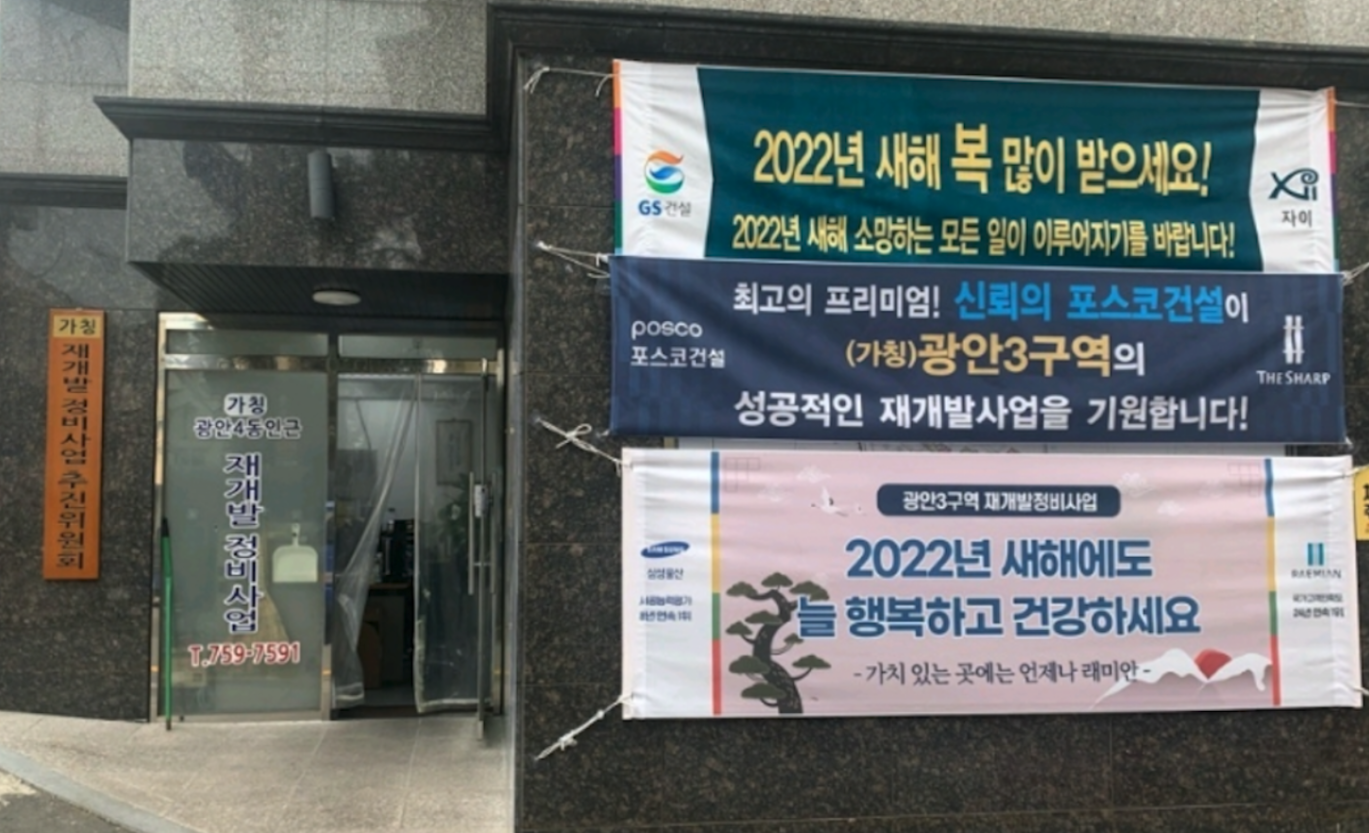 가칭
재개발정비사업추진위원회
가칭
광안4동인근
재개발정비사업
T.759-7591
GS건설
2022년 새해 복 많이 받으세요!
2022년 새해 소망하는 모든 일이 이루어지기를 바랍니다!
자이
posco
포스코건설
최고의 프리미엄! 신뢰의 포스코건설이
(가칭)광안3구역의
성공적인 재개발사업을 기원합니다!
THE SHARP
SAMSUNG
삼성물산
광안3구역 재개발정비사업
2022년 새해에도
늘 행복하고 건강하세요
-가치 있는 곳에는 언제나 래미안-
RAEMIAN